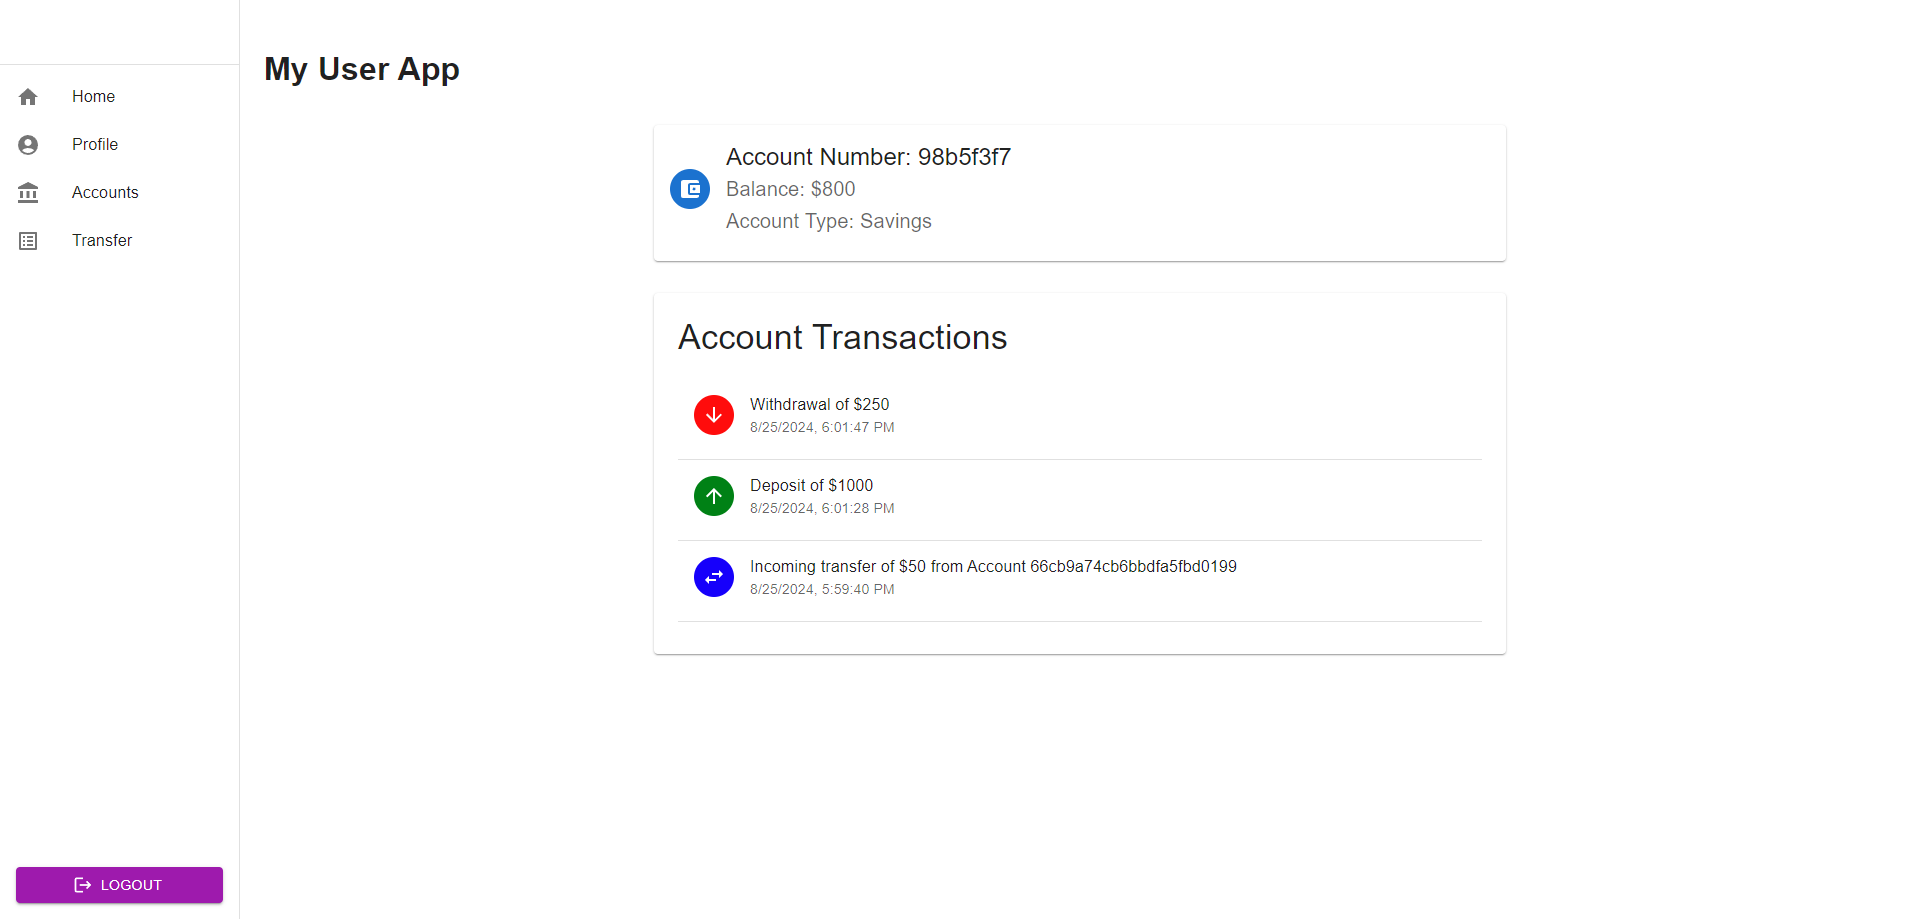 My User App
Home
Profile
Accounts
Transfer
LOGOUT
Account Number: 98b5f3f7
Balance: $800
Account Type: Savings
Account Transactions
Withdrawal of $250
8/25/2024, 6:01:47 PM
Deposit of $1000
8/25/2024, 6:01:28 PM
Incoming transfer of $50 from Account 66cb9a74cb6bbdfa5fbd0199
8/25/2024, 5:59:40 PM